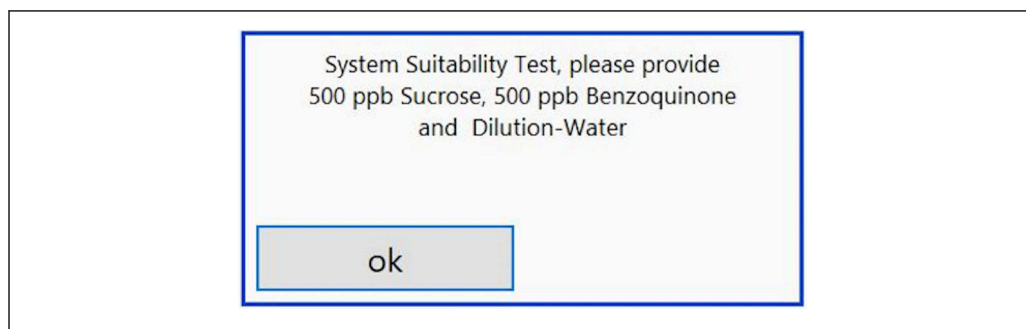 System Suitability Test, please provide
500 ppb Sucrose, 500 ppb Benzoquinone
and Dilution-Water
ok